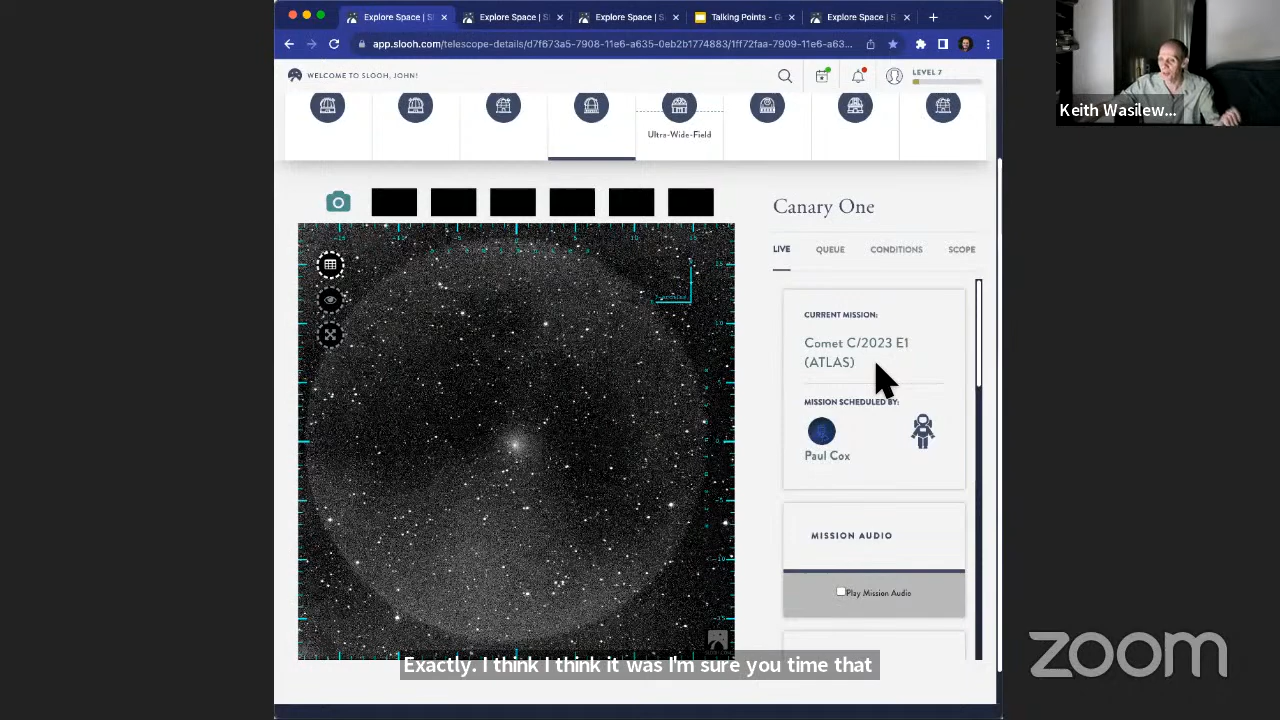 Explore Space | Sl
Explore Space | S
Explore Space | S
Talking Points - G
Explore Space | S
app.slooh.com/telescope-details/d7f673a5-7908-11e6-a635-0eb2b1774883/1ff72faa-7909-11e6-a63...
WELCOME TO SLOOH, JOHN!
LEVEL 7
Keith Wasilew...
Ultra-Wide-Field
Canary One
LIVE QUEUE CONDITIONS SCOPE
CURRENT MISSION:
Comet C/2023 E1
(ATLAS)
MISSION SCHEDULED BY:
Paul Cox
MISSION AUDIO
Play Mission Audio
Exactly. I think I think it was I'm sure you time that
zoom